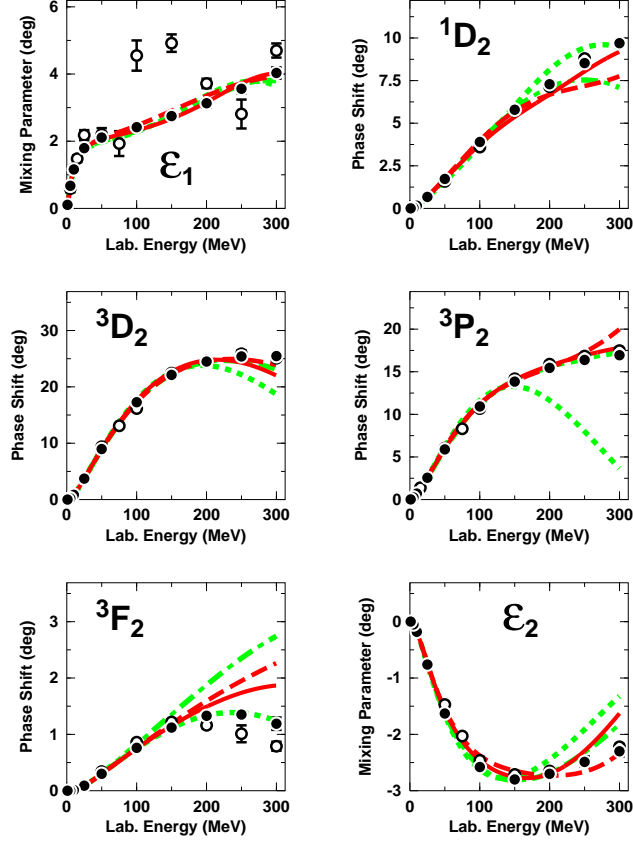 Mixing Parameter (deg)
6
4
2
0
ε1
0 100 200 300
Lab. Energy (MeV)
Phase Shift (deg)
10
7.5
5
2.5
0
1D2
0 100 200 300
Lab. Energy (MeV)
Phase Shift (deg)
30
20
10
0
3D2
0 100 200 300
Lab. Energy (MeV)
Phase Shift (deg)
20
15
10
5
0
3P2
0 100 200 300
Lab. Energy (MeV)
Phase Shift (deg)
3
2
1
0
3F2
0 100 200 300
Lab. Energy (MeV)
Mixing Parameter (deg)
0
-1
-2
-3
ε2
0 100 200 300
Lab. Energy (MeV)